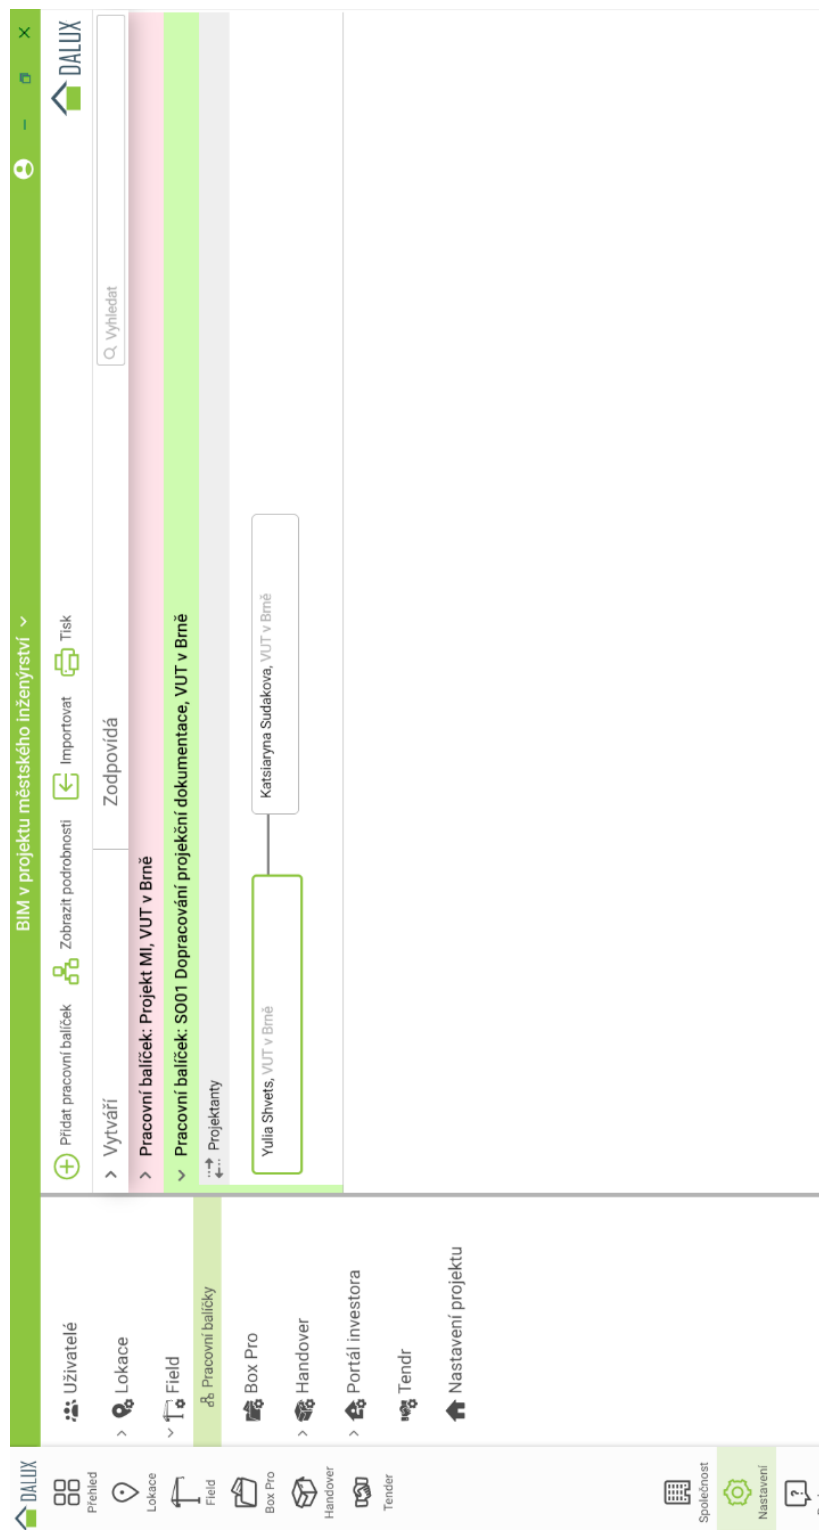 DALUX
BIM v projektu městského inženýrství
Přehled
Lokace
Field
Box Pro
Handover
Tender
Společnost
Nastavení
Uživatelé
Lokace
Field
Pracovní balíčky
Box Pro
Handover
Portál investora
Tendr
Nastavení projektu
Přidat pracovní balíček Zobrazit podrobnosti Importovat Tisk
DALUX
Vytváří Zodpovídá Vyhledat
Pracovní balíček: Projekt MI, VUT v Brně
Pracovní balíček: SO01 Dopracování projekční dokumentace, VUT v Brně
Projektanty
Yulia Shvets, VUT v Brně Katsiaryna Sudakova, VUT v Brně